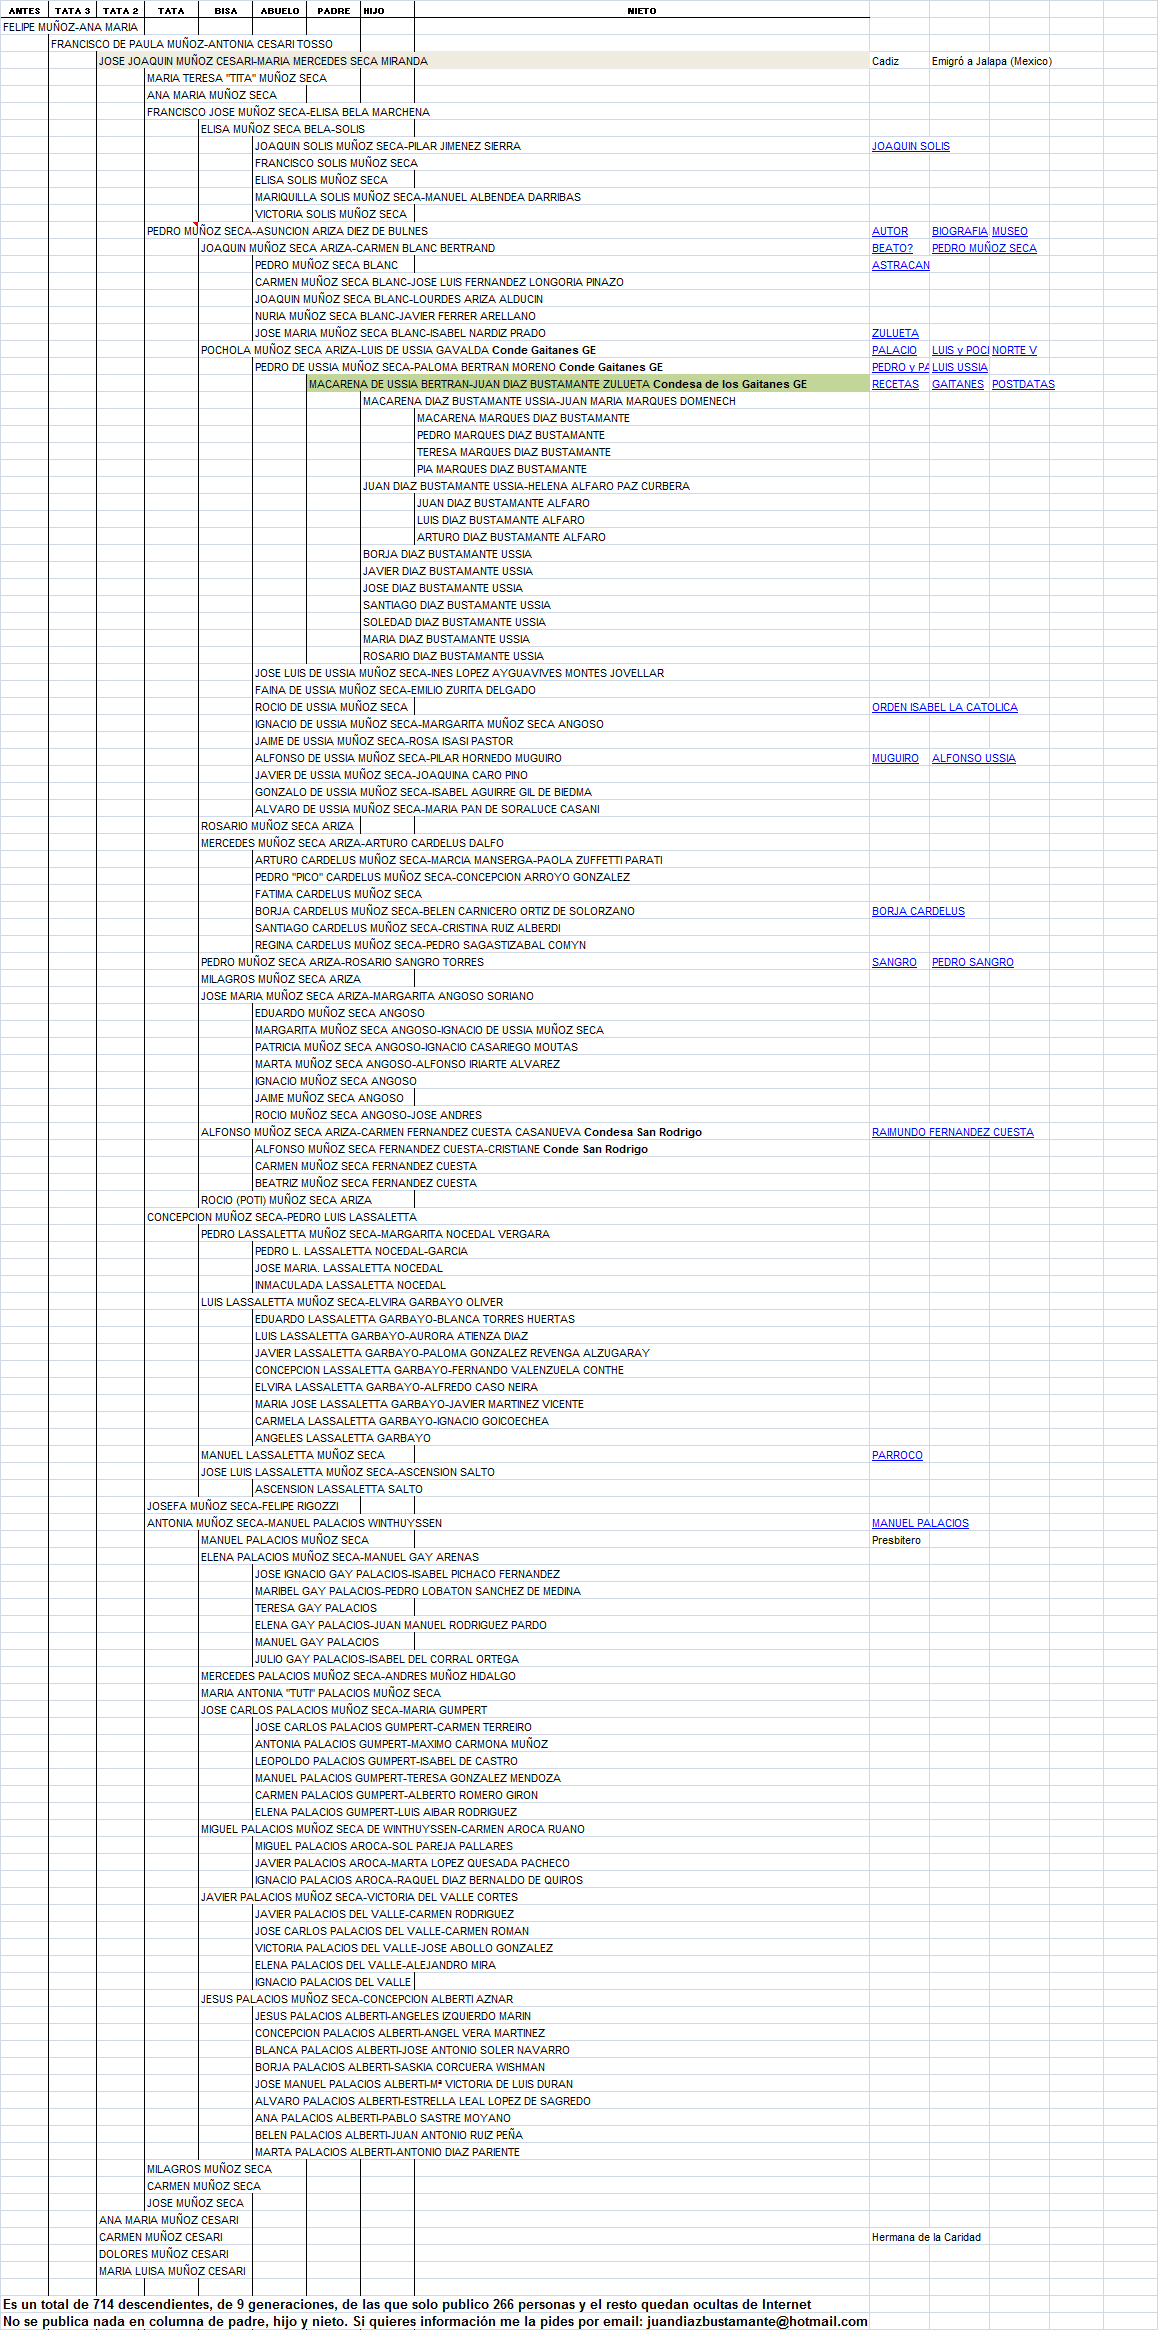 ANTES TATA 3 TATA 2 TATA BISA ABUELO PADRE HIJO NIETO
FELIPE MUÑOZ-ANA MARIA
FRANCISCO DE PAULA MUÑOZ-ANTONIA CESARI TOSSO
JOSE JOAQUIN MUÑOZ CESARI-MARIA MERCEDES SECA MIRANDA Cadiz Emigró a Jalapa (Mexico)
MARIA TERESA "TITA" MUÑOZ SECA
ANA MARIA MUÑOZ SECA
FRANCISCO JOSE MUÑOZ SECA-ELISA BELA MARCHENA
ELISA MUÑOZ SECA BELA-SOLIS
JOAQUIN SOLIS MUÑOZ SECA-PILAR JIMENEZ SIERRA JOAQUIN SOLIS
FRANCISCO SOLIS MUÑOZ SECA
ELISA SOLIS MUÑOZ SECA
MARIQUILLA SOLIS MUÑOZ SECA-MANUEL ALBENDEA DARRIBAS
VICTORIA SOLIS MUÑOZ SECA
PEDRO MUÑOZ SECA-ASUNCION ARIZA DIEZ DE BULNES AUTOR BIOGRAFIA MUSEO
JOAQUIN MUÑOZ SECA ARIZA-CARMEN BLANC BERTRAND BEATO? PEDRO MUÑOZ SECA
PEDRO MUÑOZ SECA BLANC ASTRACAN
CARMEN MUÑOZ SECA BLANC-JOSE LUIS FERNANDEZ LONGORIA PINAZO
JOAQUIN MUÑOZ SECA BLANC-LOURDES ARIZA ALDUCIN
NURIA MUÑOZ SECA BLANC-JAVIER FERRER ARELLANO
JOSE MARIA MUÑOZ SECA BLANC-ISABEL NARDIZ PRADO ZULUETA
POCHOLA MUÑOZ SECA ARIZA-LUIS DE USSIA GAVALDA Conde Gaitanes GE PALACIO LUIS y POCI NORTE V
PEDRO DE USSIA MUÑOZ SECA-PALOMA BERTRAN MORENO Conde Gaitanes GE PEDRO y PA LUIS USSIA
MACARENA DE USSIA BERTRAN-JUAN DIAZ BUSTAMANTE ZULUETA Condesa de los Gaitanes GE RECETAS GAITANES POSTDATAS
MACARENA DIAZ BUSTAMANTE USSIA-JUAN MARIA MARQUES DOMENECH
MACARENA MARQUES DIAZ BUSTAMANTE
PEDRO MARQUES DIAZ BUSTAMANTE
TERESA MARQUES DIAZ BUSTAMANTE
PIA MARQUES DIAZ BUSTAMANTE
JUAN DIAZ BUSTAMANTE USSIA-HELENA ALFARO PAZ CURBERA
JUAN DIAZ BUSTAMANTE ALFARO
LUIS DIAZ BUSTAMANTE ALFARO
ARTURO DIAZ BUSTAMANTE ALFARO
BORJA DIAZ BUSTAMANTE USSIA
JAVIER DIAZ BUSTAMANTE USSIA
JOSE DIAZ BUSTAMANTE USSIA
SANTIAGO DIAZ BUSTAMANTE USSIA
SOLEDAD DIAZ BUSTAMANTE USSIA
MARIA DIAZ BUSTAMANTE USSIA
ROSARIO DIAZ BUSTAMANTE USSIA
JOSE LUIS DE USSIA MUÑOZ SECA-INES LOPEZ AYGUAVIVES MONTES JOVELLAR
FAINA DE USSIA MUÑOZ SECA-EMILIO ZURITA DELGADO
ROCIO DE USSIA MUÑOZ SECA ORDEN ISABEL LA CATOLICA
IGNACIO DE USSIA MUÑOZ SECA-MARGARITA MUÑOZ SECA ANGOSO
JAIME DE USSIA MUÑOZ SECA-ROSA ISASI PASTOR
ALFONSO DE USSIA MUÑOZ SECA-PILAR HORNEDO MUGUIRO MUGUIRO ALFONSO USSIA
JAVIER DE USSIA MUÑOZ SECA-JOAQUINA CARO PINO
GONZALO DE USSIA MUÑOZ SECA-ISABEL AGUIRRE GIL DE BIEDMA
ALVARO DE USSIA MUÑOZ SECA-MARIA PAN DE SORALUCE CASANI
ROSARIO MUÑOZ SECA ARIZA
MERCEDES MUÑOZ SECA ARIZA-ARTURO CARDELUS DALFO
ARTURO CARDELUS MUÑOZ SECA-MARCIA MANSERGA-PAOLA ZUFFETTI PARATI
PEDRO "PICO" CARDELUS MUÑOZ SECA-CONCEPCION ARROYO GONZALEZ
FATIMA CARDELUS MUÑOZ SECA
BORJA CARDELUS MUÑOZ SECA-BELEN CARNICERO ORTIZ DE SOLORZANO BORJA CARDELUS
SANTIAGO CARDELUS MUÑOZ SECA-CRISTINA RUIZ ALBERDI
REGINA CARDELUS MUÑOZ SECA-PEDRO SAGASTIZABAL COMYN
PEDRO MUÑOZ SECA ARIZA-ROSARIO SANGRO TORRES SANGRO PEDRO SANGRO
MILAGROS MUÑOZ SECA ARIZA
JOSE MARIA MUÑOZ SECA ARIZA-MARGARITA ANGOSO SORIANO
EDUARDO MUÑOZ SECA ANGOSO
MARGARITA MUÑOZ SECA ANGOSO-IGNACIO DE USSIA MUÑOZ SECA
PATRICIA MUÑOZ SECA ANGOSO-IGNACIO CASARIEGO MOUTAS
MARTA MUÑOZ SECA ANGOSO-ALFONSO IRIARTE ALVAREZ
IGNACIO MUÑOZ SECA ANGOSO
JAIME MUÑOZ SECA ANGOSO
ROCIO MUÑOZ SECA ANGOSO-JOSE ANDRES
ALFONSO MUÑOZ SECA ARIZA-CARMEN FERNANDEZ CUESTA CASANUEVA Condesa San Rodrigo RAIMUNDO FERNANDEZ CUESTA
ALFONSO MUÑOZ SECA FERNANDEZ CUESTA-CRISTIANE Conde San Rodrigo
CARMEN MUÑOZ SECA FERNANDEZ CUESTA
BEATRIZ MUÑOZ SECA FERNANDEZ CUESTA
ROCIO (POTI) MUÑOZ SECA ARIZA
CONCEPCION MUÑOZ SECA-PEDRO LUIS LASSALETTA
PEDRO LASSALETTA MUÑOZ SECA-MARGARITA NOCEDAL VERGARA
PEDRO L. LASSALETTA NOCEDAL-GARCIA
JOSE MARIA. LASSALETTA NOCEDAL
INMACULADA LASSALETTA NOCEDAL
LUIS LASSALETTA MUÑOZ SECA-ELVIRA GARBAYO OLIVER
EDUARDO LASSALETTA GARBAYO-BLANCA TORRES HUERTAS
LUIS LASSALETTA GARBAYO-AURORA ATIENZA DIAZ
JAVIER LASSALETTA GARBAYO-PALOMA GONZALEZ REVENGA ALZUGARAY
CONCEPCION LASSALETTA GARBAYO-FERNANDO VALENZUELA CONTHE
ELVIRA LASSALETTA GARBAYO-ALFREDO CASO NEIRA
MARIA JOSE LASSALETTA GARBAYO-JAVIER MARTINEZ VICENTE
CARMELA LASSALETTA GARBAYO-IGNACIO GOICOECHEA
ANGELES LASSALETTA GARBAYO
MANUEL LASSALETTA MUÑOZ SECA PARROCO
JOSE LUIS LASSALETTA MUÑOZ SECA-ASCENSION SALTO
ASCENSION LASSALETTA SALTO
JOSEFA MUÑOZ SECA-FELIPE RIGOZZI
ANTONIA MUÑOZ SECA-MANUEL PALACIOS WINTHUYSSEN MANUEL PALACIOS
MANUEL PALACIOS MUÑOZ SECA Presbitero
ELENA PALACIOS MUÑOZ SECA-MANUEL GAY ARENAS
JOSE IGNACIO GAY PALACIOS-ISABEL PICHACO FERNANDEZ
MARIBEL GAY PALACIOS-PEDRO LOBATON SANCHEZ DE MEDINA
TERESA GAY PALACIOS
ELENA GAY PALACIOS-JUAN MANUEL RODRIGUEZ PARDO
MANUEL GAY PALACIOS
JULIO GAY PALACIOS-ISABEL DEL CORRAL ORTEGA
MERCEDES PALACIOS MUÑOZ SECA-ANDRES MUÑOZ HIDALGO
MARIA ANTONIA "TUTI" PALACIOS MUÑOZ SECA
JOSE CARLOS PALACIOS MUÑOZ SECA-MARIA GUMPERT
JOSE CARLOS PALACIOS GUMPERT-CARMEN TERREIRO
ANTONIA PALACIOS GUMPERT-MAXIMO CARMONA MUÑOZ
LEOPOLDO PALACIOS GUMPERT-ISABEL DE CASTRO
MANUEL PALACIOS GUMPERT-TERESA GONZALEZ MENDOZA
CARMEN PALACIOS GUMPERT-ALBERTO ROMERO GIRON
ELENA PALACIOS GUMPERT-LUIS AIBAR RODRIGUEZ
MIGUEL PALACIOS MUÑOZ SECA DE WINTHUYSSEN-CARMEN AROCA RUANO
MIGUEL PALACIOS AROCA-SOL PAREJA PALLARES
JAVIER PALACIOS AROCA-MARTA LOPEZ QUESADA PACHECO
IGNACIO PALACIOS AROCA-RAQUEL DIAZ BERNALDO DE QUIROS
JAVIER PALACIOS MUÑOZ SECA-VICTORIA DEL VALLE CORTES
JAVIER PALACIOS DEL VALLE-CARMEN RODRIGUEZ
JOSE CARLOS PALACIOS DEL VALLE-CARMEN ROMAN
VICTORIA PALACIOS DEL VALLE-JOSE ABOLLO GONZALEZ
ELENA PALACIOS DEL VALLE-ALEJANDRO MIRA
IGNACIO PALACIOS DEL VALLE
JESUS PALACIOS MUÑOZ SECA-CONCEPCION ALBERTI AZNAR
JESUS PALACIOS ALBERTI-ANGELES IZQUIERDO MARIN
CONCEPCION PALACIOS ALBERTI-ANGEL VERA MARTINEZ
BLANCA PALACIOS ALBERTI-JOSE ANTONIO SOLER NAVARRO
BORJA PALACIOS ALBERTI-SASKIA CORCUERA WISHMAN
JOSE MANUEL PALACIOS ALBERTI-Mª VICTORIA DE LUIS DURAN
ALVARO PALACIOS ALBERTI-ESTRELLA LEAL LOPEZ DE SAGREDO
ANA PALACIOS ALBERTI-PABLO SASTRE MOYANO
BELEN PALACIOS ALBERTI-JUAN ANTONIO RUIZ PEÑA
MARTA PALACIOS ALBERTI-ANTONIO DIAZ PARIENTE
MILAGROS MUÑOZ SECA
CARMEN MUÑOZ SECA
JOSE MUÑOZ SECA
ANA MARIA MUÑOZ CESARI
CARMEN MUÑOZ CESARI Hermana de la Caridad
DOLORES MUÑOZ CESARI
MARIA LUISA MUÑOZ CESARI
Es un total de 714 descendientes, de 9 generaciones, de las que solo publico 266 personas y el resto quedan ocultas de Internet
No se publica nada en columna de padre, hijo y nieto. Si quieres información me la pides por email: juandiazbustamante@hotmail.com